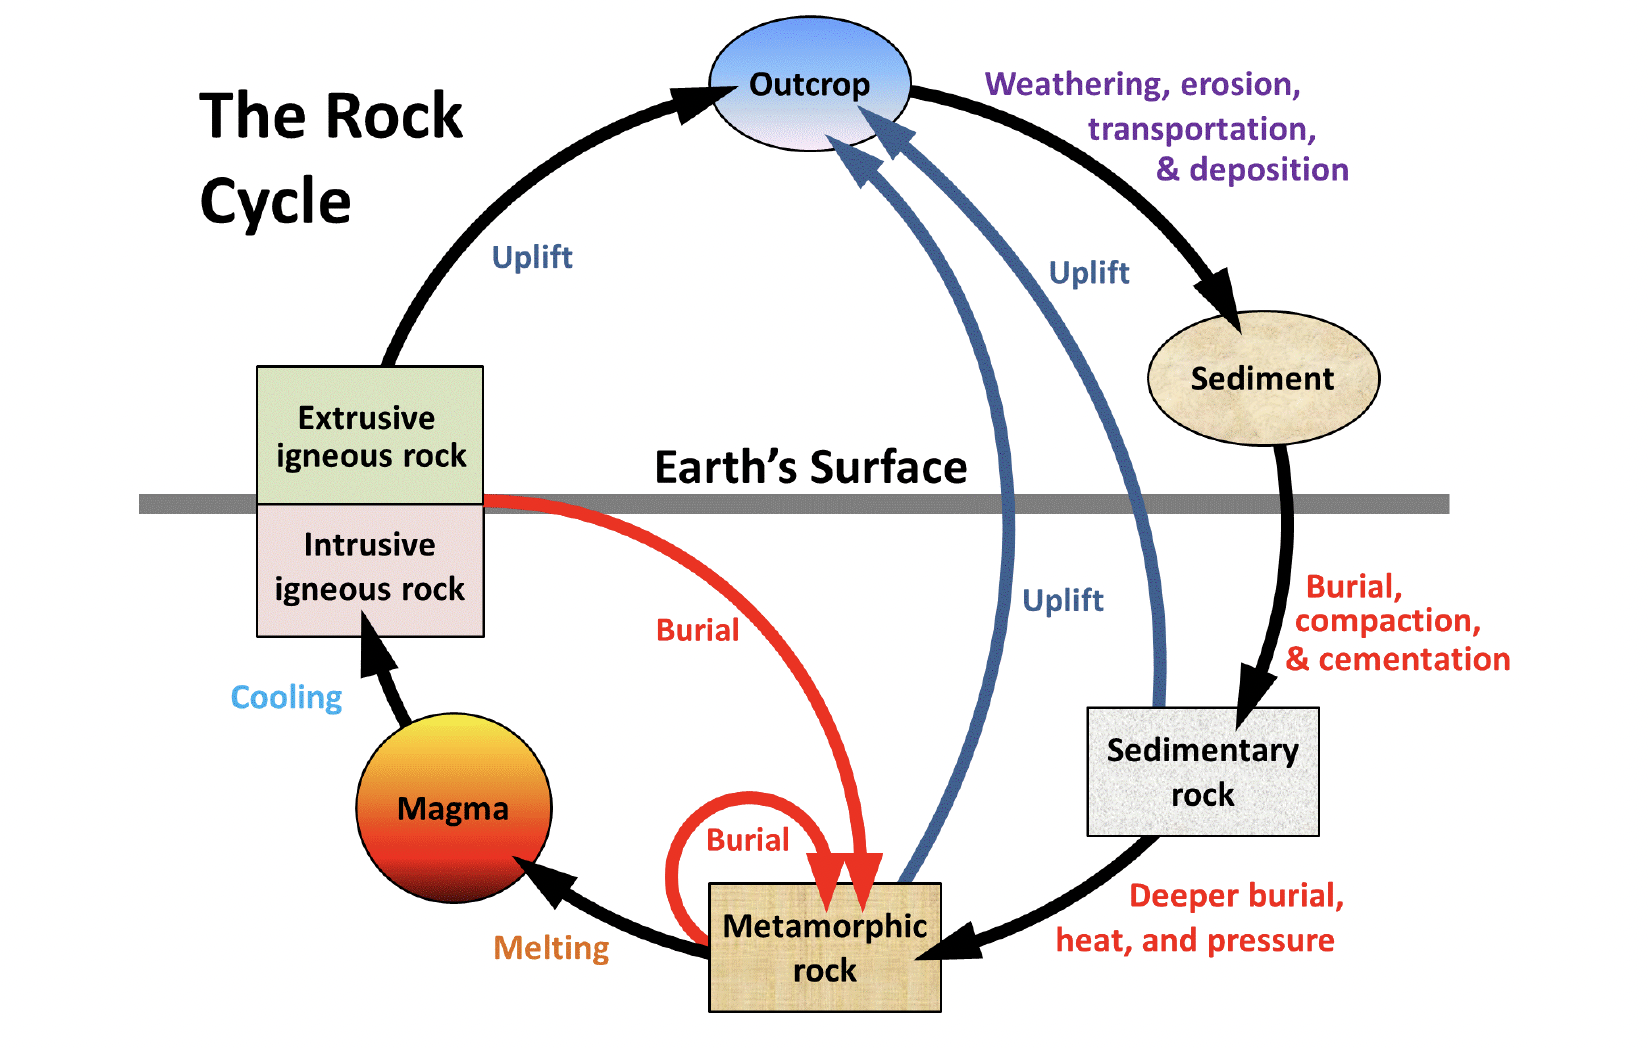 The Rock
Cycle
Outcrop
Weathering, erosion,
transportation,
& deposition
Uplift
Uplift
Sediment
Extrusive
igneous rock
Earth's Surface
Intrusive
igneous rock
Burial,
compaction,
& cementation
Uplift
Burial
Cooling
Sedimentary
rock
Magma
Burial
Deeper burial,
heat, and pressure
Metamorphic
rock
Melting